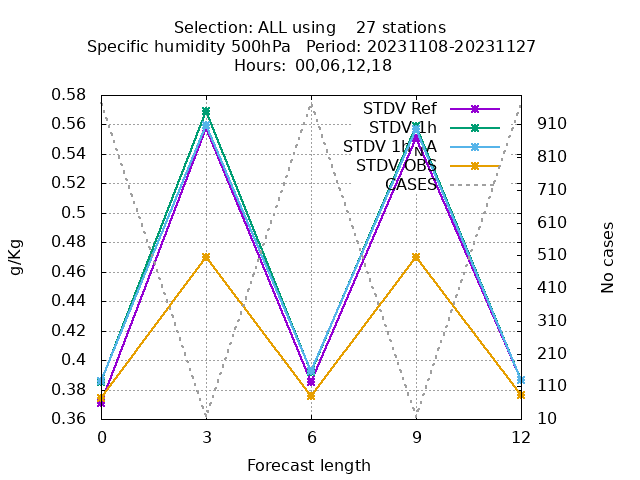 Selection: ALL using 27 stations
Specific humidity 500hPa Period: 20231108-20231127
Hours: 00,06,12,18
0.58
0.56
0.54
0.52
0.5
0.48
0.46
0.44
0.42
0.4
0.38
0.36
g/Kg
STDV Ref
STDV 1h
STDV 1h_NA
STDV OBS
CASES
910
810
710
610
510
410
310
210
110
10
No cases
0 3 6 9 12
Forecast length